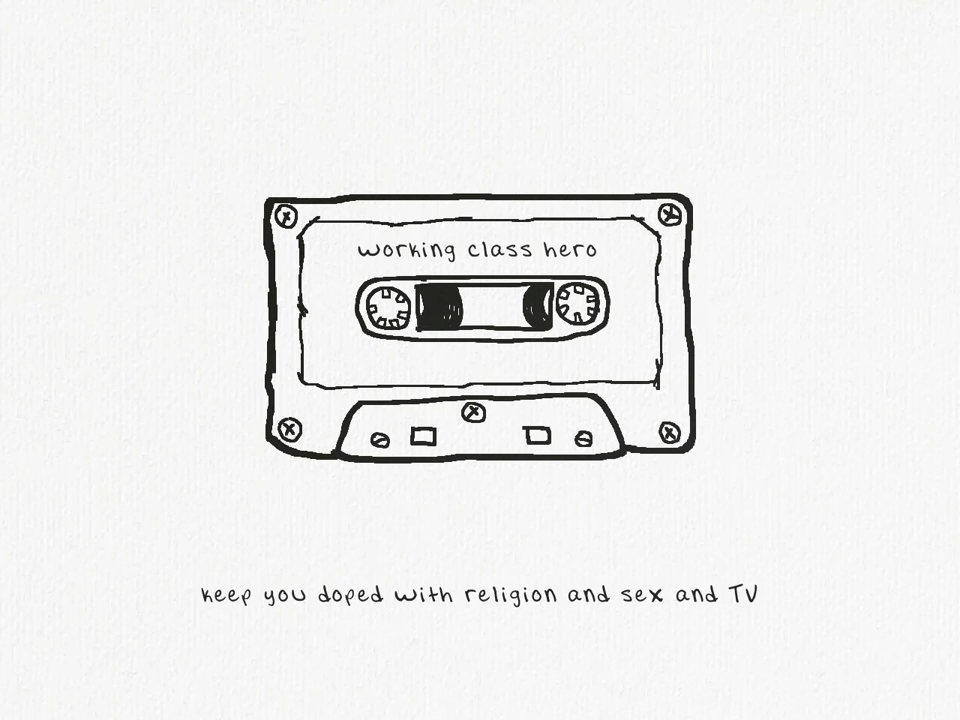 working class hero
keep you doped with religion and sex and TV